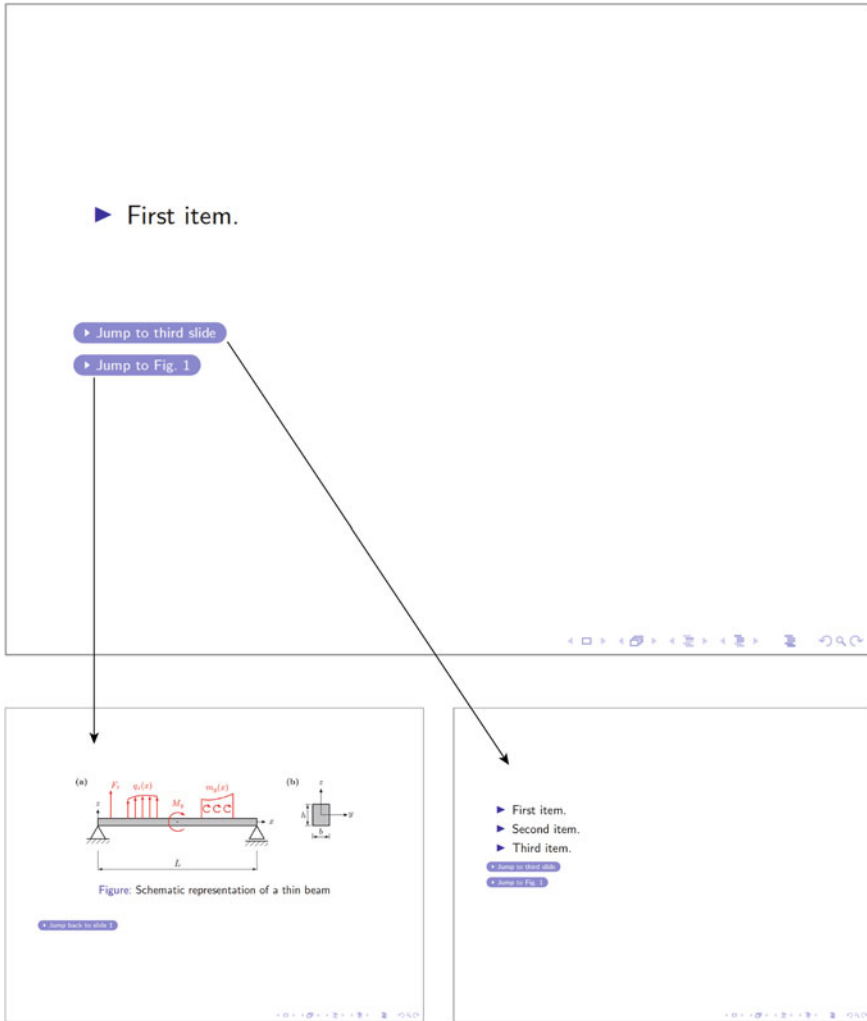 ▶ First item.
▶ Jump to third slide
▶ Jump to Fig. 1
(a) F_z q_z(x) m_y(x) (b) z
z M_y x h y
b
L
Figure: Schematic representation of a thin beam
▶ Jump back to slide 1
▶ First item.
▶ Second item.
▶ Third item.
▶ Jump to third slide
▶ Jump to Fig. 1